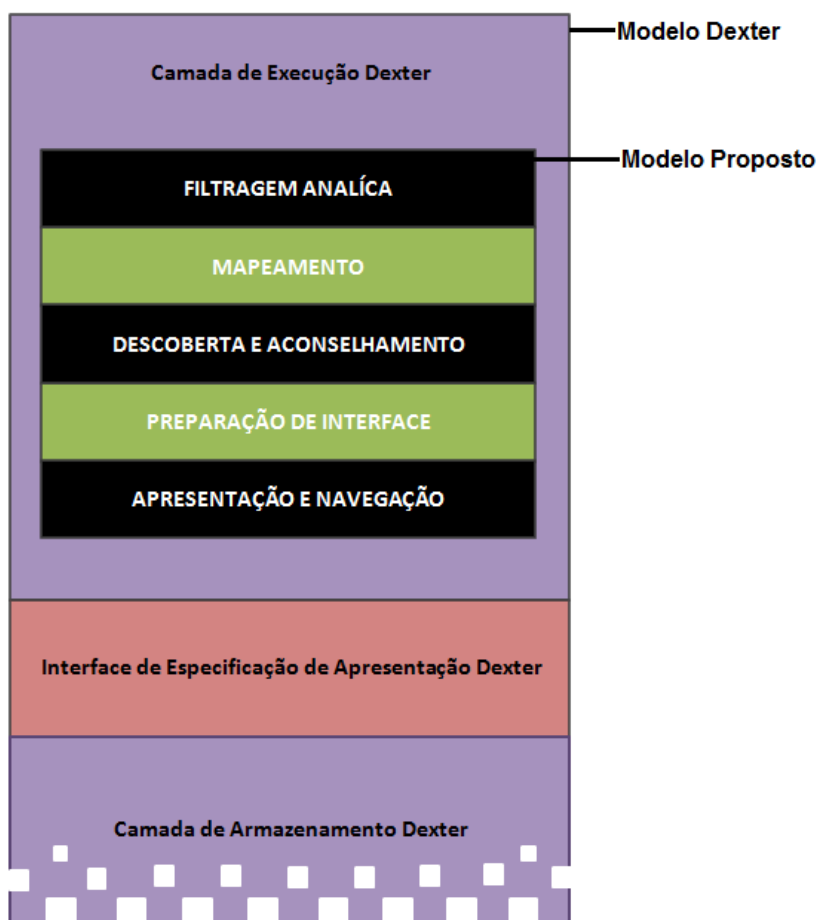 Modelo Dexter
Camada de Execução Dexter
Modelo Proposto
FILTRAGEM ANALÍCA
MAPEAMENTO
DESCOBERTA E ACONSELHAMENTO
PREPARAÇÃO DE INTERFACE
APRESENTAÇÃO E NAVEGAÇÃO
Interface de Especificação de Apresentação Dexter
Camada de Armazenamento Dexter